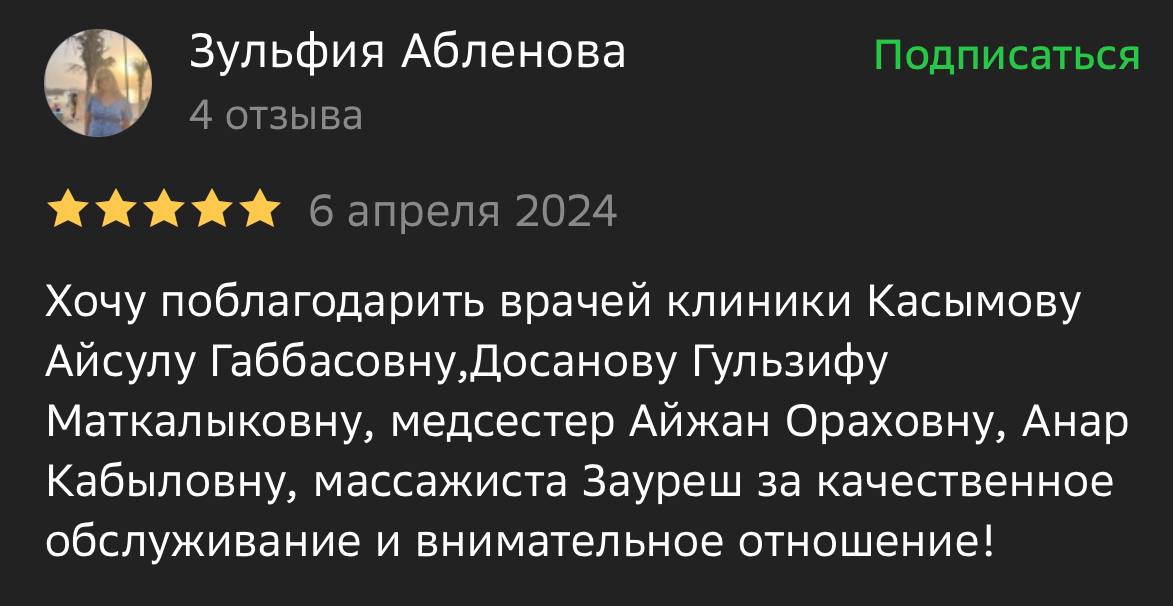 Зульфия Абленова
Подписаться
4 отзыва
6 апреля 2024
Хочу поблагодарить врачей клиники Касымову
Айсулу Габбасовну,Досанову Гульзифу
Маткалыковну, медсестер Айжан Ораховну, Анар
Кабыловну, массажиста Зауреш за качественное
обслуживание и внимательное отношение!